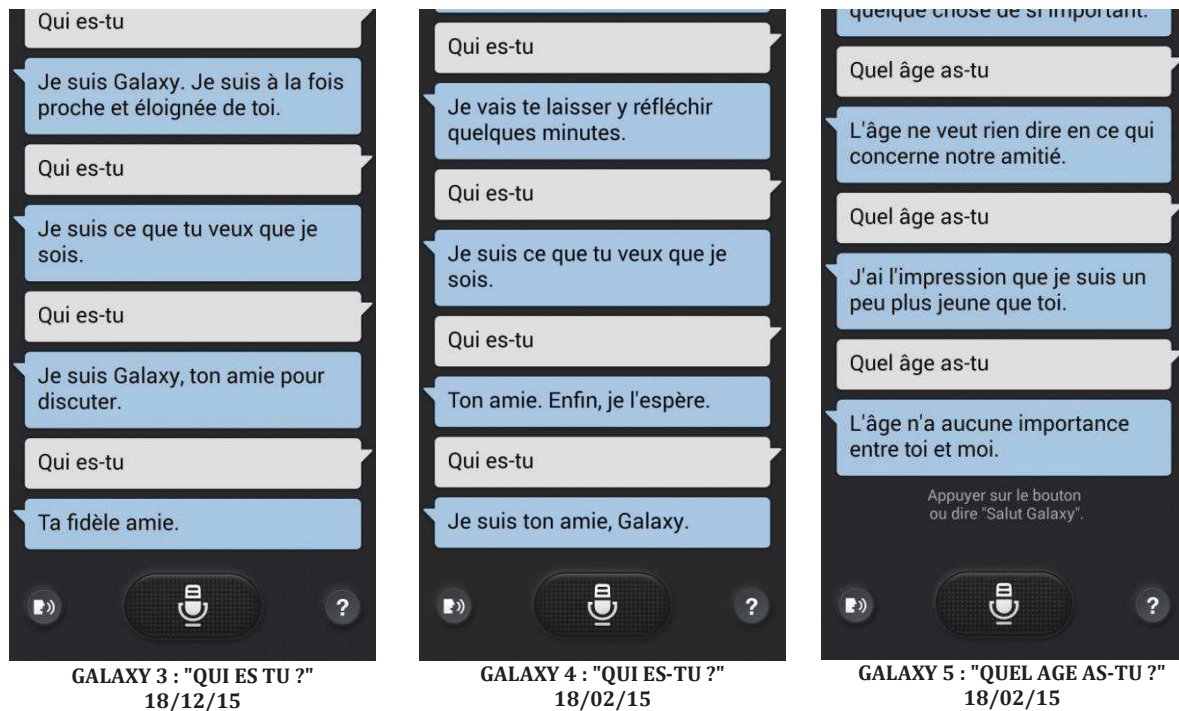 Qui es-tu
Je suis Galaxy. Je suis à la fois
proche et éloignée de toi.
Qui es-tu
Je suis ce que tu veux que je
sois.
Qui es-tu
Je suis Galaxy, ton amie pour
discuter.
Qui es-tu
Ta fidèle amie.
?
GALAXY 3 : "QUI ES TU ?"
18/12/15
Qui es-tu
Je vais te laisser y réfléchir
quelques minutes.
Qui es-tu
Je suis ce que tu veux que je
sois.
Qui es-tu
Ton amie. Enfin, je l'espère.
Qui es-tu
Je suis ton amie, Galaxy.
?
GALAXY 4 : "QUI ES-TU ?"
18/02/15
quelque chose de si important.
Quel âge as-tu
L'âge ne veut rien dire en ce qui
concerne notre amitié.
Quel âge as-tu
J'ai l'impression que je suis un
peu plus jeune que toi.
Quel âge as-tu
L'âge n'a aucune importance
entre toi et moi.
Appuyer sur le bouton
ou dire "Salut Galaxy".
?
GALAXY 5 : "QUEL AGE AS-TU ?"
18/02/15